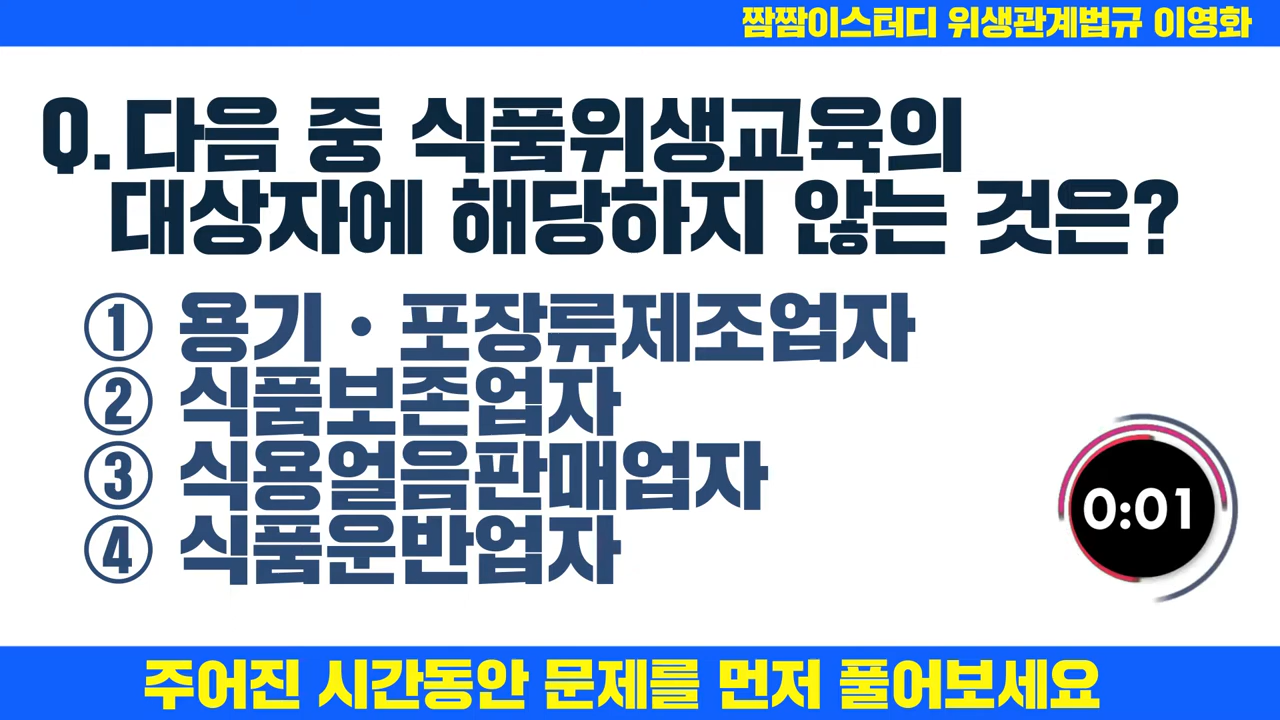 짬짬이스터디 위생관계법규 이영화
Q. 다음 중 식품위생교육의
대상자에 해당하지 않는 것은?
① 용기・포장류제조업자
② 식품보존업자
③ 식용얼음판매업자
④ 식품운반업자
0:01
주어진 시간동안 문제를 먼저 풀어보세요